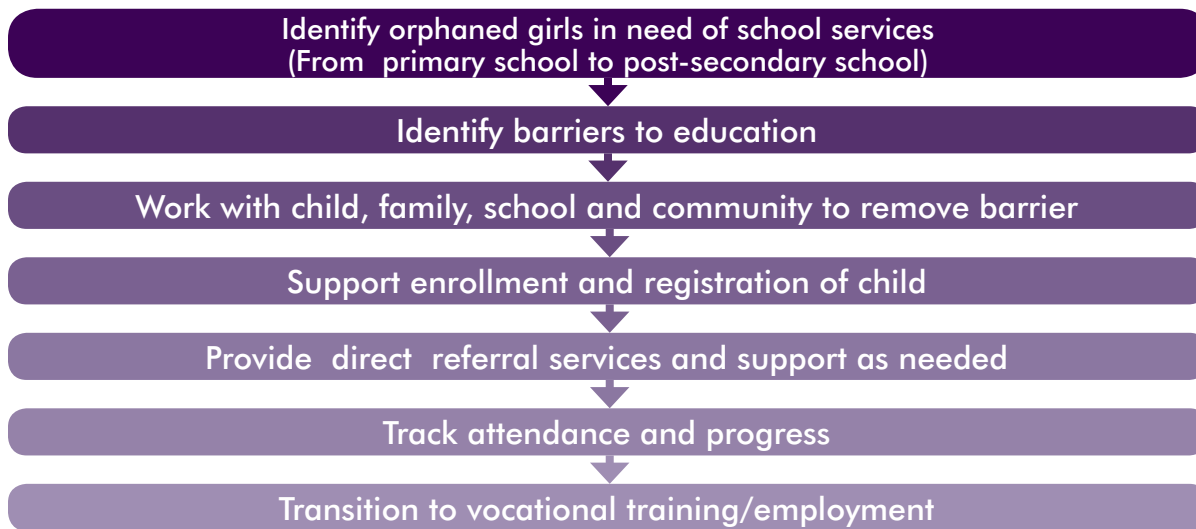 Identify orphaned girls in need of school services
(From  primary school to post-secondary school)
Identify barriers to education
Work with child, family, school and community to remove barrier
Support enrollment and registration of child
Provide  direct  referral services and support as needed
Track attendance and progress
Transition to vocational training/employment